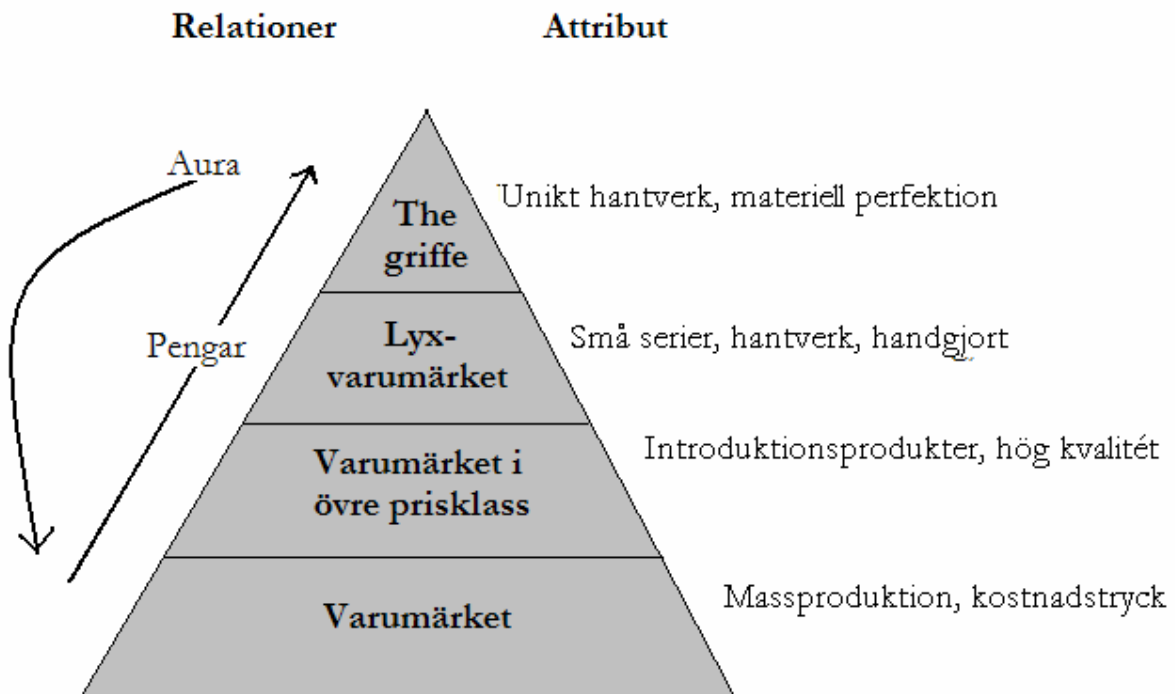 Relationer Attribut
Aura
The
griffe
Unikt hantverk, materiell perfektion
Pengar
Lyx-
varumärket
Små serier, hantverk, handgjort
Varumärket i
övre prisklass
Introduktionsprodukter, hög kvalitét
Varumärket
Massproduktion, kostnadstryck